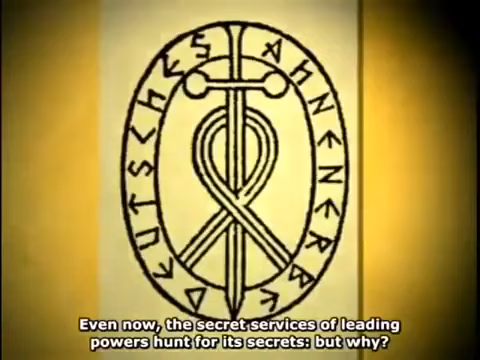 DEUTSCHES AHNENERBE
Even now, the secret services of leading
powers hunt for its secrets: but why?